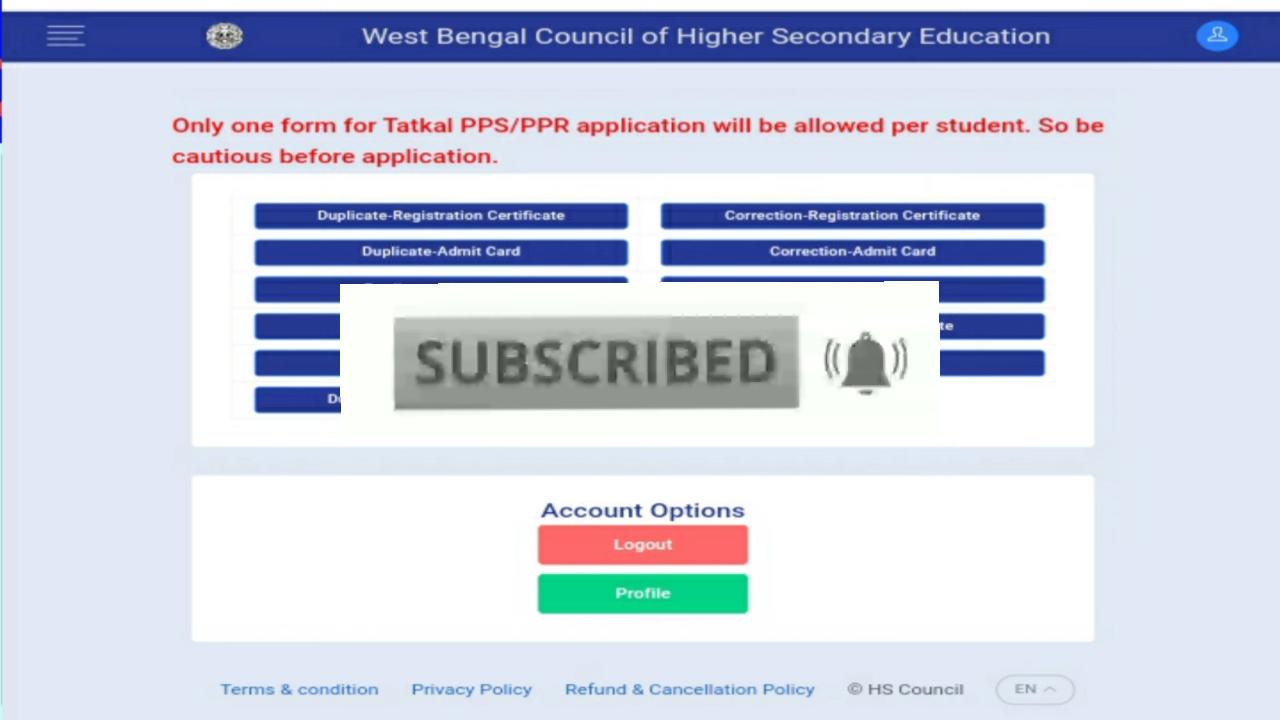 West Bengal Council of Higher Secondary Education
Only one form for Tatkal PPS/PPR application will be allowed per student. So be
cautious before application.
Duplicate-Registration Certificate
Correction-Registration Certificate
Duplicate-Admit Card
Correction-Admit Card
SUBSCRIBED
Account Options
Logout
Profile
Terms & condition
Privacy Policy
Refund & Cancellation Policy
© HS Council
EN